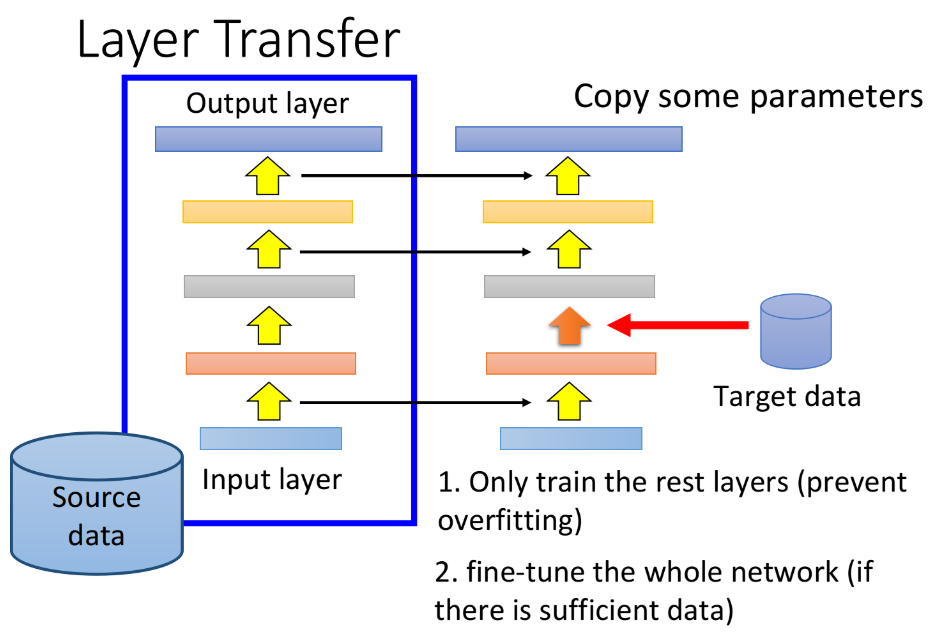 Layer Transfer
Output layer
Copy some parameters
Target data
Input layer
Source
data
1. Only train the rest layers (prevent
overfitting)
2. fine-tune the whole network (if
there is sufficient data)